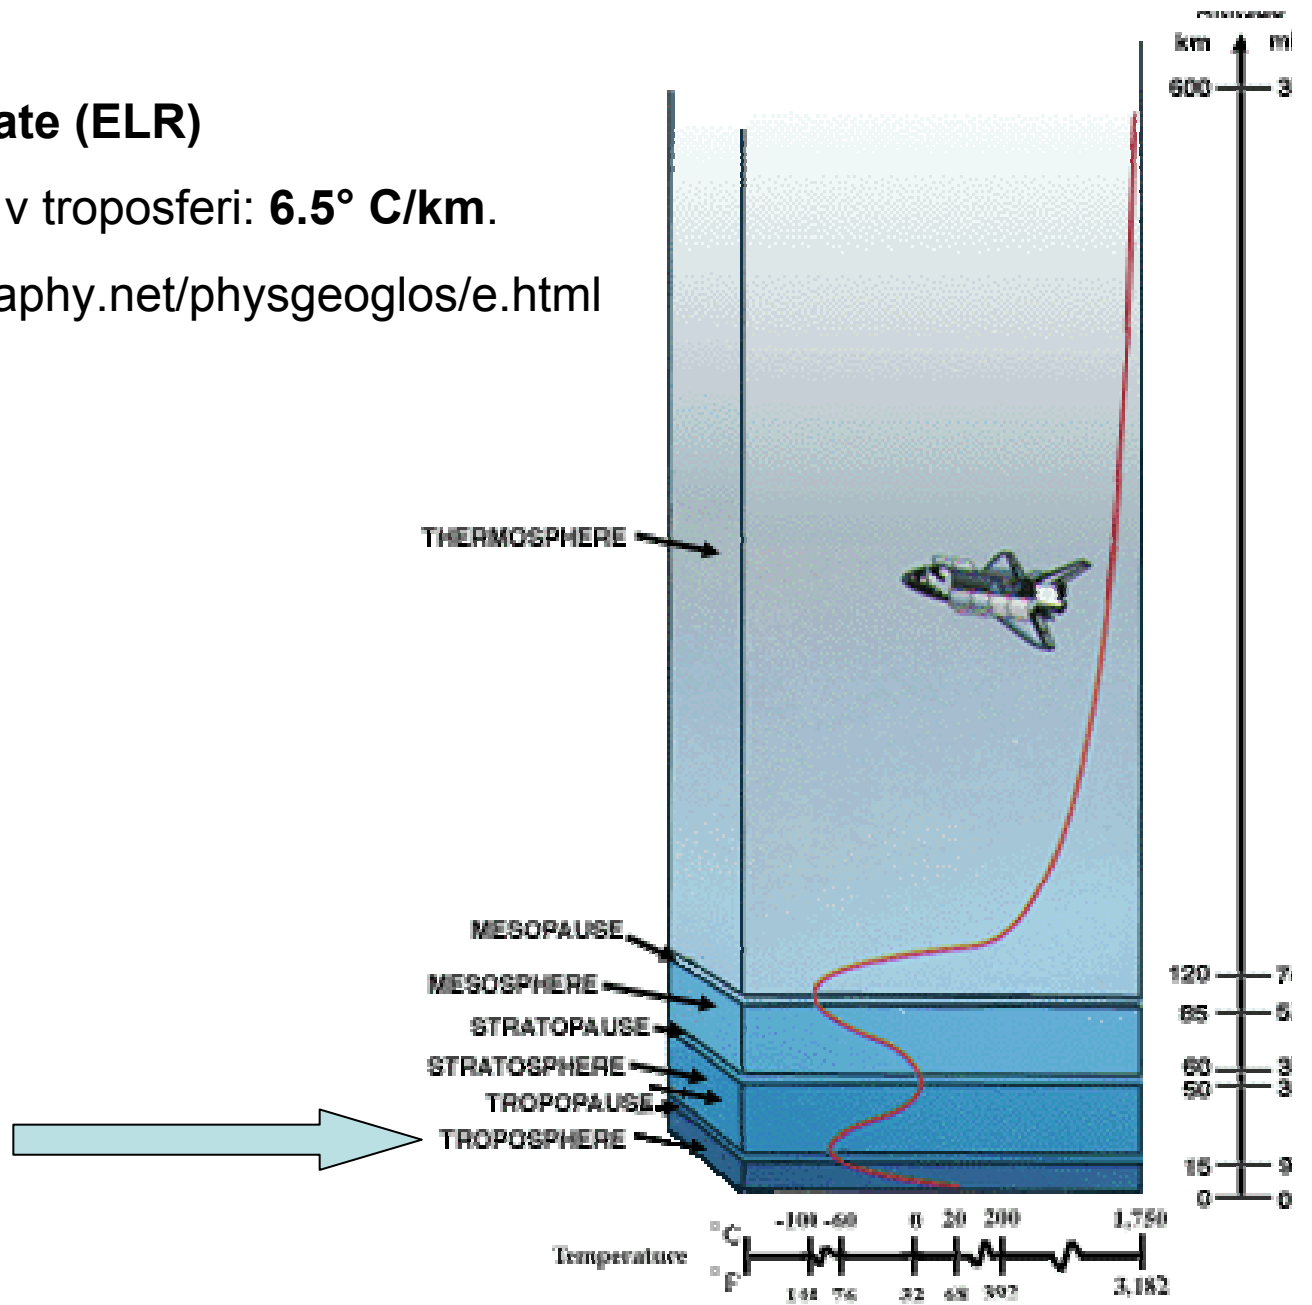 ate (ELR)
v troposferi: 6.5° C/km.
aphy.net/physgeoglos/e.html
km
600
THERMOSPHERE
MESOPAUSE
MESOSPHERE
STRATOPAUSE
STRATOSPHERE
TROPOPAUSE
TROPOSPHERE
120
85
60
50
15
0 0
°C -100 -60 0 20 200 1,750
Temperature
°F 32 68 392 3,182